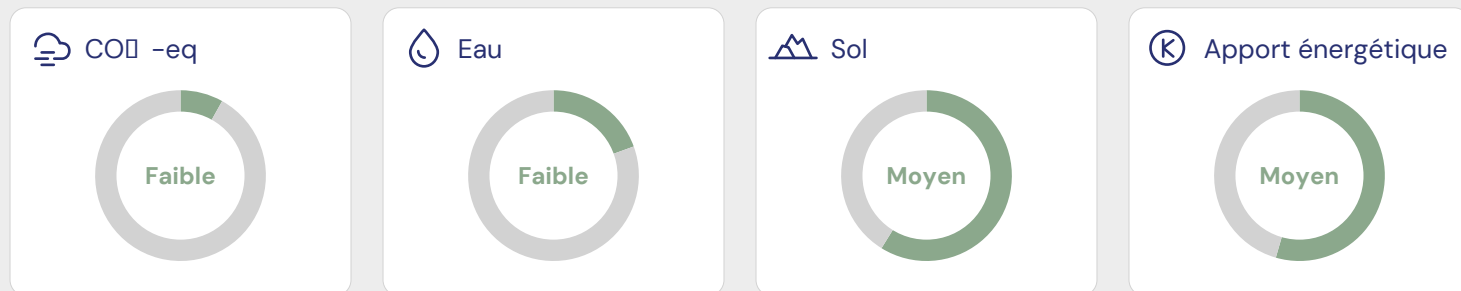 CO▯ -eq
Eau
Sol
Apport énergétique
Faible
Faible
Moyen
Moyen